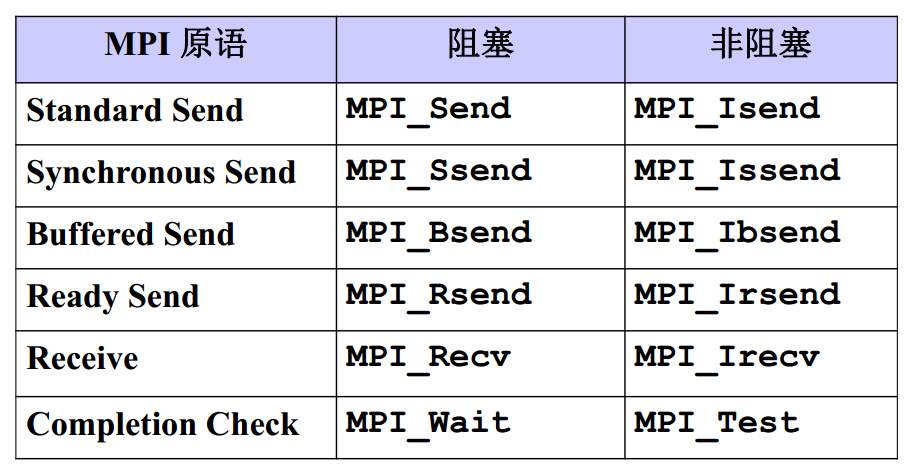 MPI 原语 阻塞 非阻塞
Standard Send MPI_Send MPI_Isend
Synchronous Send MPI_Ssend MPI_Issend
Buffered Send MPI_Bsend MPI_Ibsend
Ready Send MPI_Rsend MPI_Irsend
Receive MPI_Recv MPI_Irecv
Completion Check MPI_Wait MPI_Test